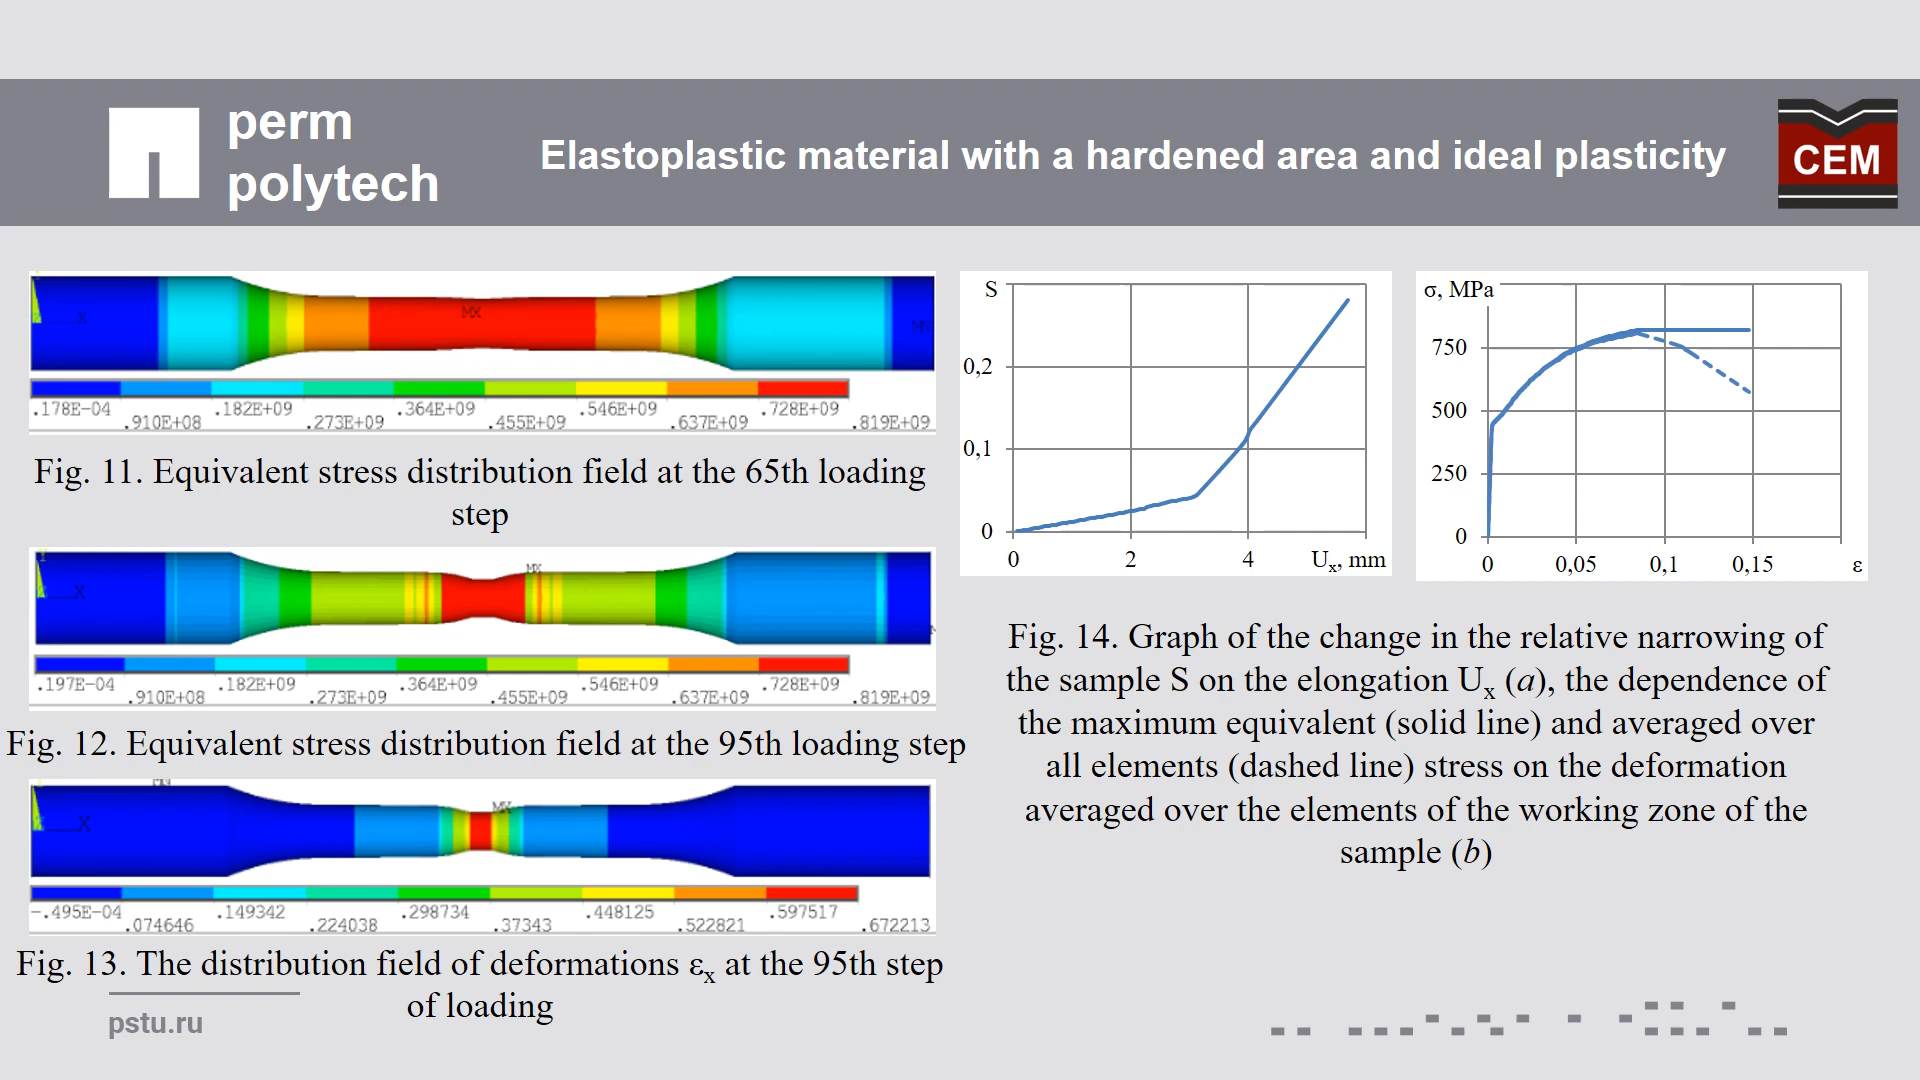 perm
polytech
Elastoplastic material with a hardened area and ideal plasticity
CEM
X
MX
MN
.178E-04
.910E+08
.182E+09
.273E+09
.364E+09
.455E+09
.546E+09
.637E+09
.728E+09
.819E+09
Fig. 11. Equivalent stress distribution field at the 65th loading
step
Y
X
MX
.197E-04
.910E+08
.182E+09
.273E+09
.364E+09
.455E+09
.546E+09
.637E+09
.728E+09
.819E+09
Fig. 12. Equivalent stress distribution field at the 95th loading step
MN
X
MX
-.495E-04
.074646
.149342
.224038
.298734
.37343
.448125
.522821
.597517
.672213
Fig. 13. The distribution field of deformations εx at the 95th step
of loading
pstu.ru
S
0,2
0,1
0
0
2
4
Ux, mm
σ, MPa
750
500
250
0
0
0,05
0,1
0,15
ε
Fig. 14. Graph of the change in the relative narrowing of
the sample S on the elongation Ux (a), the dependence of
the maximum equivalent (solid line) and averaged over
all elements (dashed line) stress on the deformation
averaged over the elements of the working zone of the
sample (b)